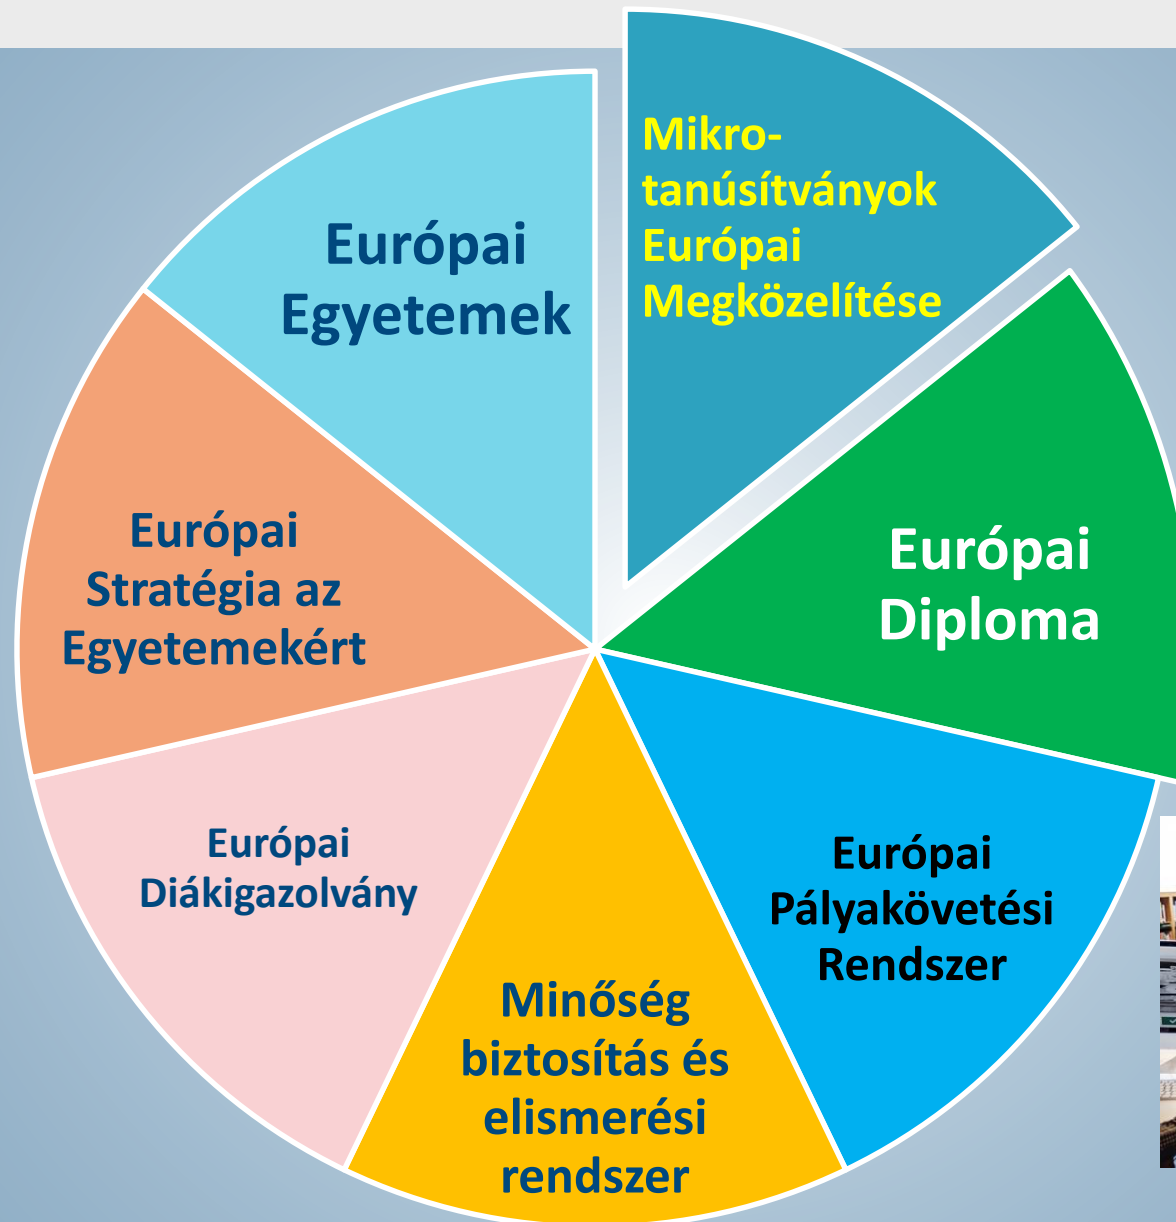 Mikro-
tanúsítványok
Európai
Megközelítése
Európai
Diploma
Európai
Pályakövetési
Rendszer
Minőség
biztosítás és
elismerési
rendszer
Európai
Diákigazolvány
Európai
Stratégia az
Egyetemekért
Európai
Egyetemek